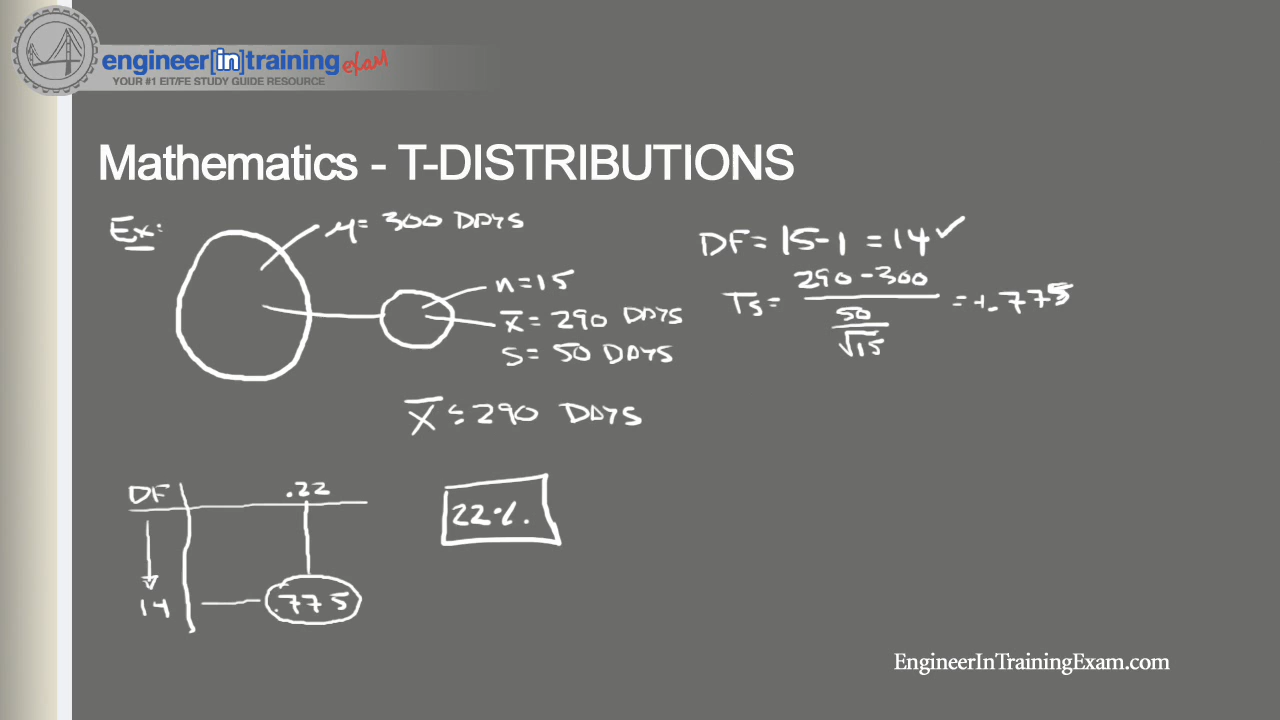 engineer[in]training exam
YOUR #1 EIT/FE STUDY GUIDE RESOURCE
Mathematics - T-DISTRIBUTIONS
Ex:
μ = 300 DAYS
n = 15
x̄ = 290 DAYS
S = 50 DAYS
X̄ ≤ 290 DAYS
DF = 15-1 = 14 ✓
Ts = (290 - 300) / (50/√15) = +.775
DF .22
14 .775
22%.
EngineerInTrainingExam.com